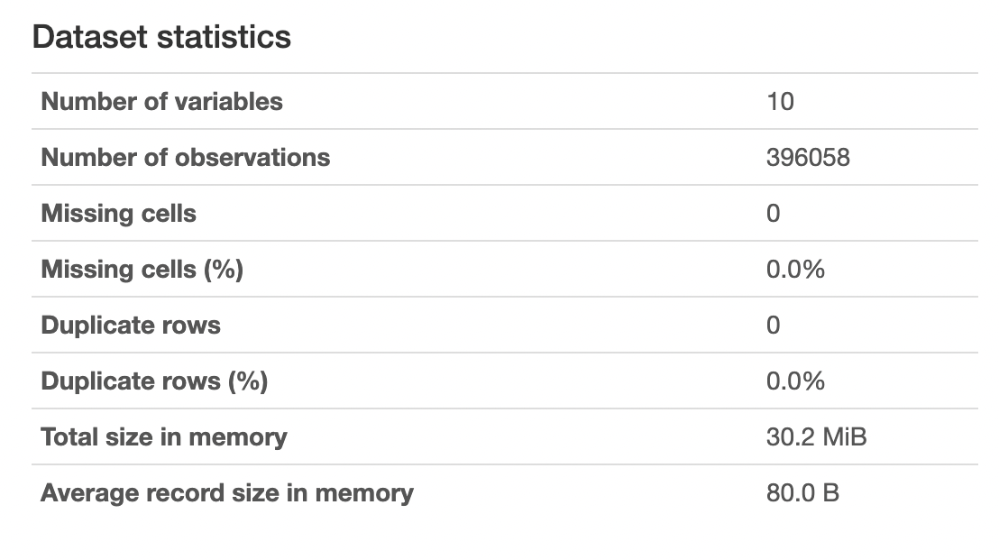 Dataset statistics
Number of variables 10
Number of observations 396058
Missing cells 0
Missing cells (%) 0.0%
Duplicate rows 0
Duplicate rows (%) 0.0%
Total size in memory 30.2 MiB
Average record size in memory 80.0 B